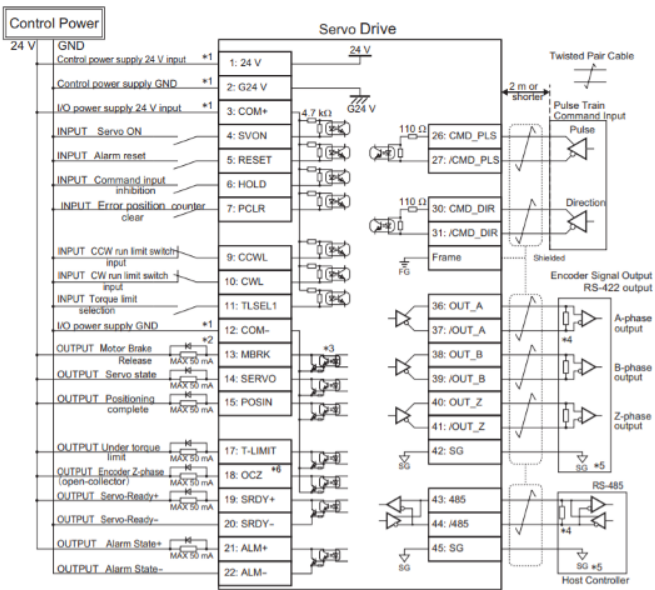 Control Power
Servo Drive
24 V
GND
24 V
Control power supply 24 V input *1
1: 24 V
Control power supply GND *1
2: G24 V
G24 V
I/O power supply 24 V input *1
3: COM+
4.7 kΩ
INPUT Servo ON
4: SVON
INPUT Alarm reset
5: RESET
INPUT Command input
inhibition
6: HOLD
INPUT Error position counter
clear
7: PCLR
INPUT CCW run limit switch
input
9: CCWL
INPUT CW run limit switch
input
10: CWL
INPUT Torque limit
selection
11: TLSEL1
I/O power supply GND *1
12: COM-
*2
OUTPUT Motor Brake
Release
MAX 50 mA
13: MBRK
*3
OUTPUT Servo state
MAX 50 mA
14: SERVO
OUTPUT Positioning
complete
MAX 50 mA
15: POSIN
OUTPUT Under torque
limit
MAX 50 mA
17: T-LIMIT
OUTPUT Encoder Z-phase
(open-collector)
MAX 50 mA
18: OCZ *6
OUTPUT Servo-Ready+
MAX 50 mA
19: SRDY+
OUTPUT Servo-Ready-
20: SRDY-
OUTPUT Alarm State+
MAX 50 mA
21: ALM+
OUTPUT Alarm State-
22: ALM-
Twisted Pair Cable
2 m or
shorter
Pulse Train
Command Input
110 Ω
26: CMD_PLS
Pulse
27: /CMD_PLS
110 Ω
30: CMD_DIR
Direction
31: /CMD_DIR
FG
Frame
Shielded
Encoder Signal Output
RS-422 output
36: OUT_A
37: /OUT_A
*4
A-phase
output
38: OUT_B
39: /OUT_B
B-phase
output
40: OUT_Z
41: /OUT_Z
Z-phase
output
SG
42: SG
SG *5
RS-485
43: 485
44: /485
*4
SG
45: SG
SG *5
Host Controller